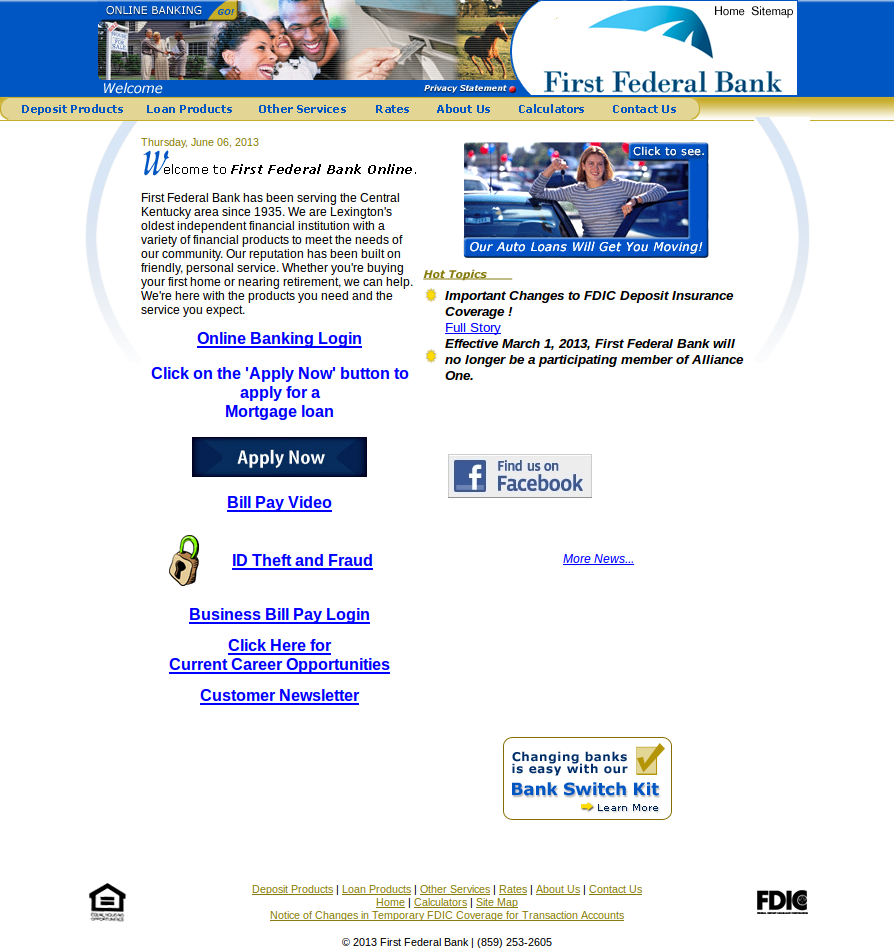 ONLINE BANKING GO!
Home Sitemap
HOUSE FOR SALE
First Federal Bank
Welcome
Privacy Statement
Deposit Products Loan Products Other Services Rates About Us Calculators Contact Us
Thursday, June 06, 2013
Welcome to First Federal Bank Online.
First Federal Bank has been serving the Central
Kentucky area since 1935. We are Lexington's
oldest independent financial institution with a
variety of financial products to meet the needs of
our community. Our reputation has been built on
friendly, personal service. Whether you're buying
your first home or nearing retirement, we can help.
We're here with the products you need and the
service you expect.
Online Banking Login
Click on the 'Apply Now' button to
apply for a
Mortgage loan
Apply Now
Bill Pay Video
ID Theft and Fraud
Business Bill Pay Login
Click Here for
Current Career Opportunities
Customer Newsletter
Click to see.
Our Auto Loans Will Get You Moving!
Hot Topics
Important Changes to FDIC Deposit Insurance
Coverage !
Full Story
Effective March 1, 2013, First Federal Bank will
no longer be a participating member of Alliance
One.
Find us on
Facebook
More News...
Changing banks
is easy with our
Bank Switch Kit
Learn More
EQUAL HOUSING
OPPORTUNITY
Deposit Products | Loan Products | Other Services | Rates | About Us | Contact Us
Home | Calculators | Site Map
Notice of Changes in Temporary FDIC Coverage for Transaction Accounts
FDIC
© 2013 First Federal Bank | (859) 253-2605